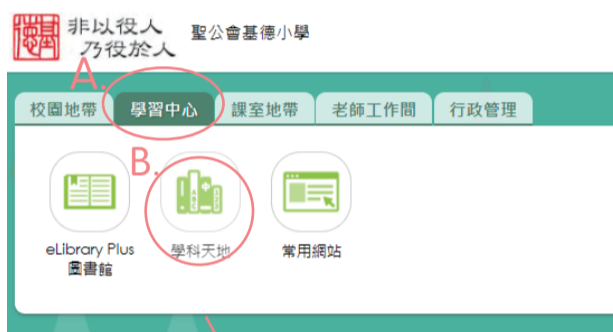 基德
非以役人
乃役於人
聖公會基德小學
A.
校園地帶
學習中心
課室地帶
老師工作間
行政管理
B.
eLibrary Plus
圖書館
學科天地
常用網站